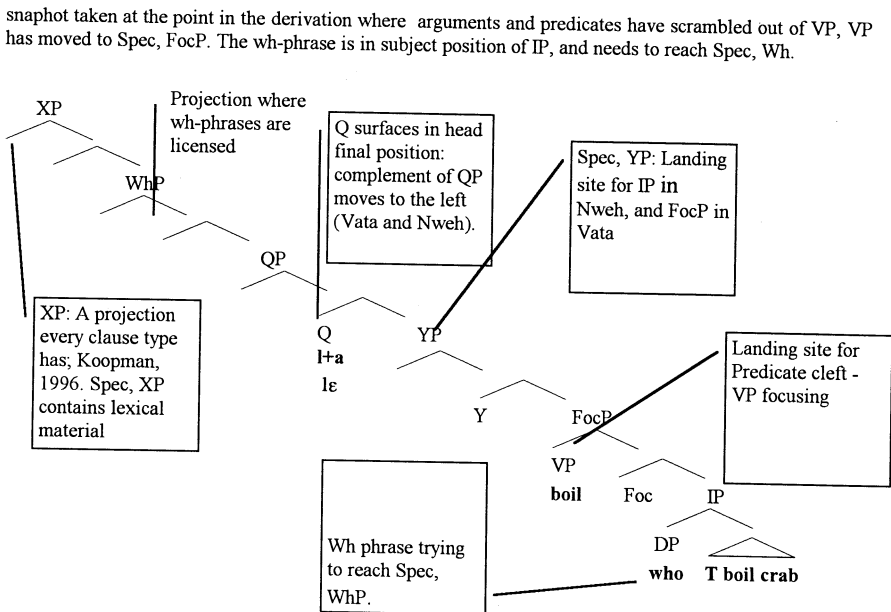 snaphot taken at the point in the derivation where arguments and predicates have scrambled out of VP, VP
has moved to Spec, FocP. The wh-phrase is in subject position of IP, and needs to reach Spec, Wh.
XP
Projection where
wh-phrases are
licensed
Q surfaces in head
final position:
complement of QP
moves to the left
(Vata and Nweh).
Spec, YP: Landing
site for IP in
Nweh, and FocP in
Vata
WhP
QP
XP: A projection
every clause type
has; Koopman,
1996. Spec, XP
contains lexical
material
Q
l+a
lɛ
YP
Landing site for
Predicate cleft -
VP focusing
Y
FocP
VP
boil
Foc
IP
Wh phrase trying
to reach Spec,
WhP.
DP
who
T boil crab